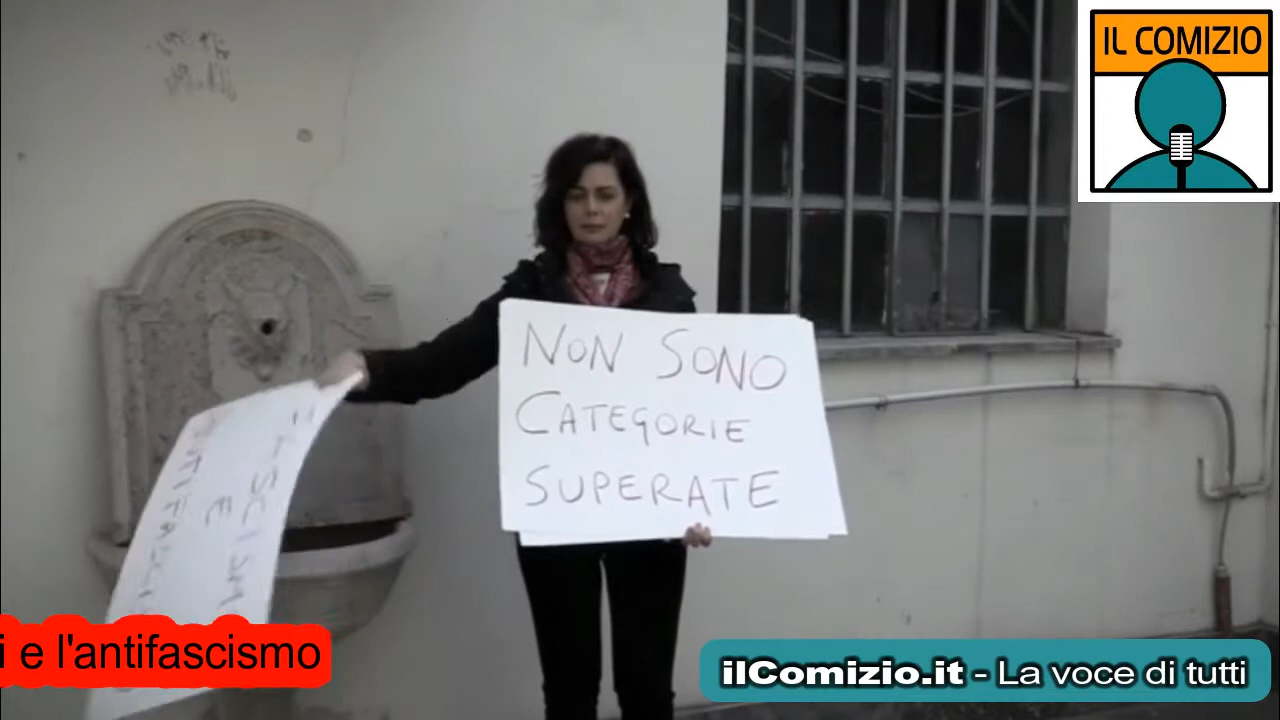 IL COMIZIO
NON SONO
CATEGORIE
SUPERATE
E
i e l'antifascismo
ilComizio.it - La voce di tutti